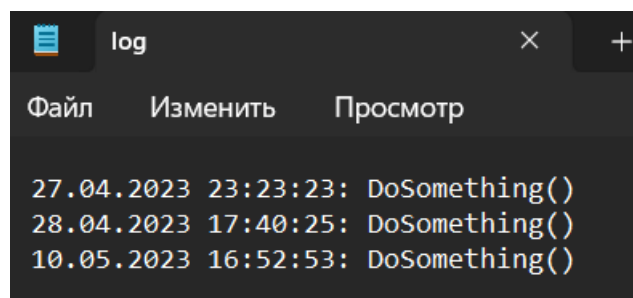 log
Файл Изменить Просмотр
27.04.2023 23:23:23: DoSomething()
28.04.2023 17:40:25: DoSomething()
10.05.2023 16:52:53: DoSomething()